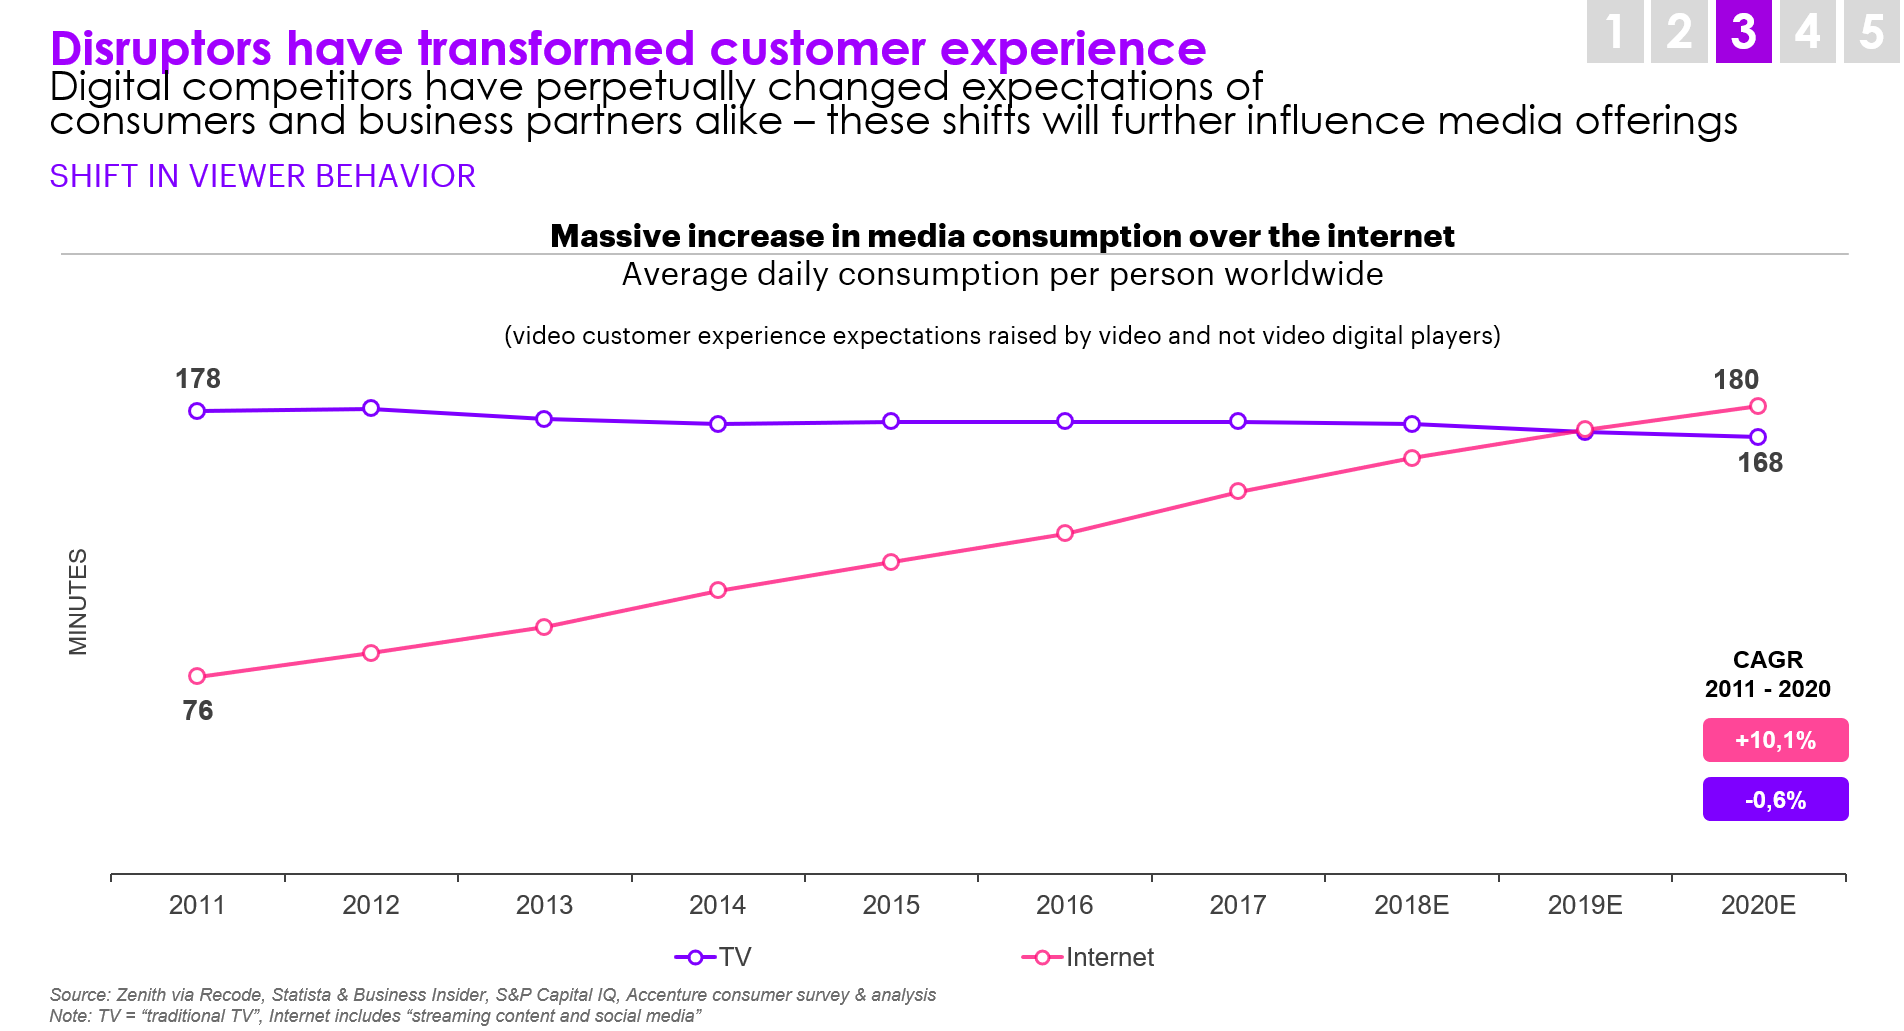 Disruptors have transformed customer experience
1 2 3 4 5
Digital competitors have perpetually changed expectations of
consumers and business partners alike – these shifts will further influence media offerings
SHIFT IN VIEWER BEHAVIOR
Massive increase in media consumption over the internet
Average daily consumption per person worldwide
(video customer experience expectations raised by video and not video digital players)
178
180
168
76
MINUTES
CAGR
2011 - 2020
+10,1%
-0,6%
2011 2012 2013 2014 2015 2016 2017 2018E 2019E 2020E
TV Internet
Source: Zenith via Recode, Statista & Business Insider, S&P Capital IQ, Accenture consumer survey & analysis
Note: TV = “traditional TV”, Internet includes “streaming content and social media”